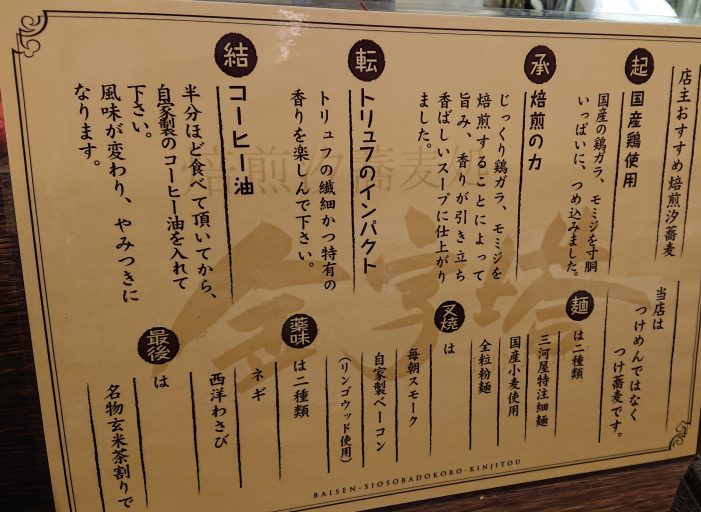 店主おすすめ焙煎汐蕎麦
起
国産鶏使用
国産の鶏ガラ、モミジを寸胴
いっぱいに、つめ込みました。
承
焙煎の力
じっくり鶏ガラ、モミジを
焙煎することによって
旨み、香りが引き立ち
香ばしいスープに仕上がり
ました。
転
トリュフのインパクト
トリュフの繊細かつ特有の
香りを楽しんで下さい。
結
コーヒー油
半分ほど食べて頂いてから、
自家製のコーヒー油を入れて
下さい。
風味が変わり、やみつきに
なります。
当店は
つけめんではなく
つけ蕎麦です。
麺は二種類
三河屋特注細麺
国産小麦使用
全粒粉麺
叉焼は
毎朝スモーク
自家製ベーコン
(リンゴウッド使用)
薬味は二種類
ネギ
西洋わさび
最後は
名物玄米茶割りで
焙煎汐蕎麦処
金字塔
BAISEN-SIOSOBADOKORO-KINJITOU